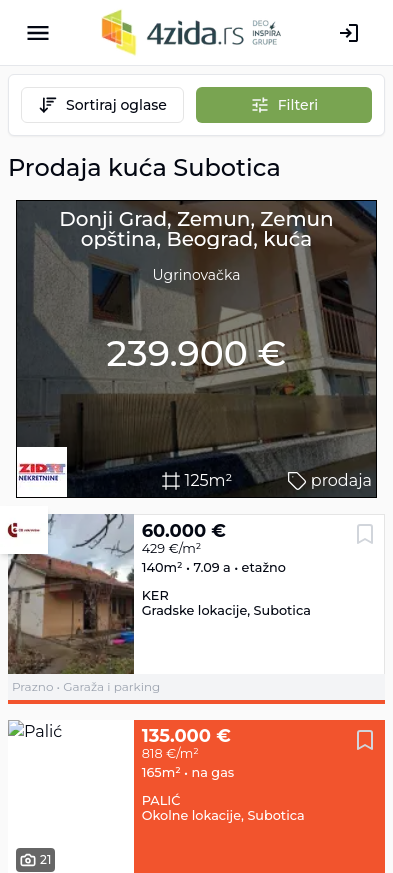 4zida.rs
DEO
INSPIRA
GRUPE
Sortiraj oglase
Filteri
Prodaja kuća Subotica
Donji Grad, Zemun, Zemun
opština, Beograd, kuća
Ugrinovačka
239.900 €
ZIDIT
NEKRETNINE
125m²
prodaja
60.000 €
429 €/m²
140m² • 7.09 a • etažno
KER
Gradske lokacije, Subotica
Prazno • Garaža i parking
Palić
135.000 €
818 €/m²
165m² • na gas
PALIĆ
Okolne lokacije, Subotica
21